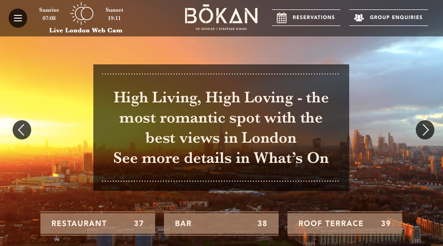 Sunrise
07:08
Sunset
19:11
Live London Web Cam
BŌKAN
RESERVATIONS
GROUP ENQUIRIES
High Living, High Loving - the
most romantic spot with the
best views in London
See more details in What's On
RESTAURANT 37
BAR 38
ROOF TERRACE 39